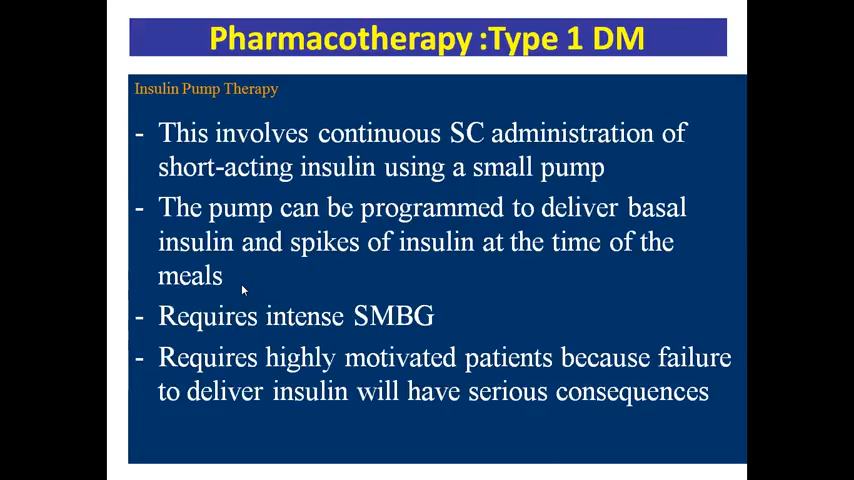 Pharmacotherapy :Type 1 DM
Insulin Pump Therapy
- This involves continuous SC administration of
short-acting insulin using a small pump
- The pump can be programmed to deliver basal
insulin and spikes of insulin at the time of the
meals
- Requires intense SMBG
- Requires highly motivated patients because failure
to deliver insulin will have serious consequences